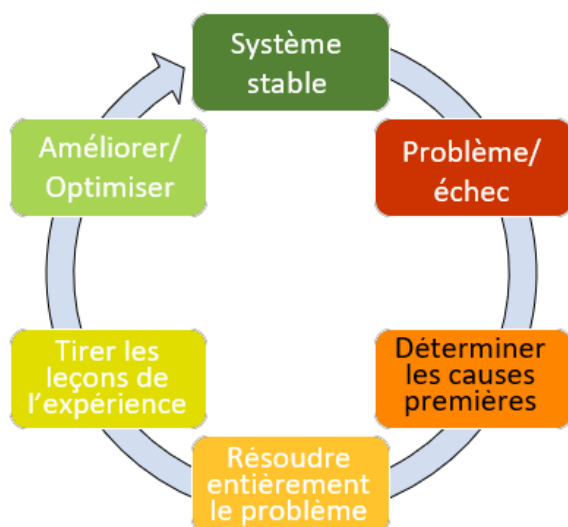 Système
stable
Problème/
échec
Déterminer
les causes
premières
Résoudre
entièrement
le problème
Tirer les
leçons de
l'expérience
Améliorer/
Optimiser